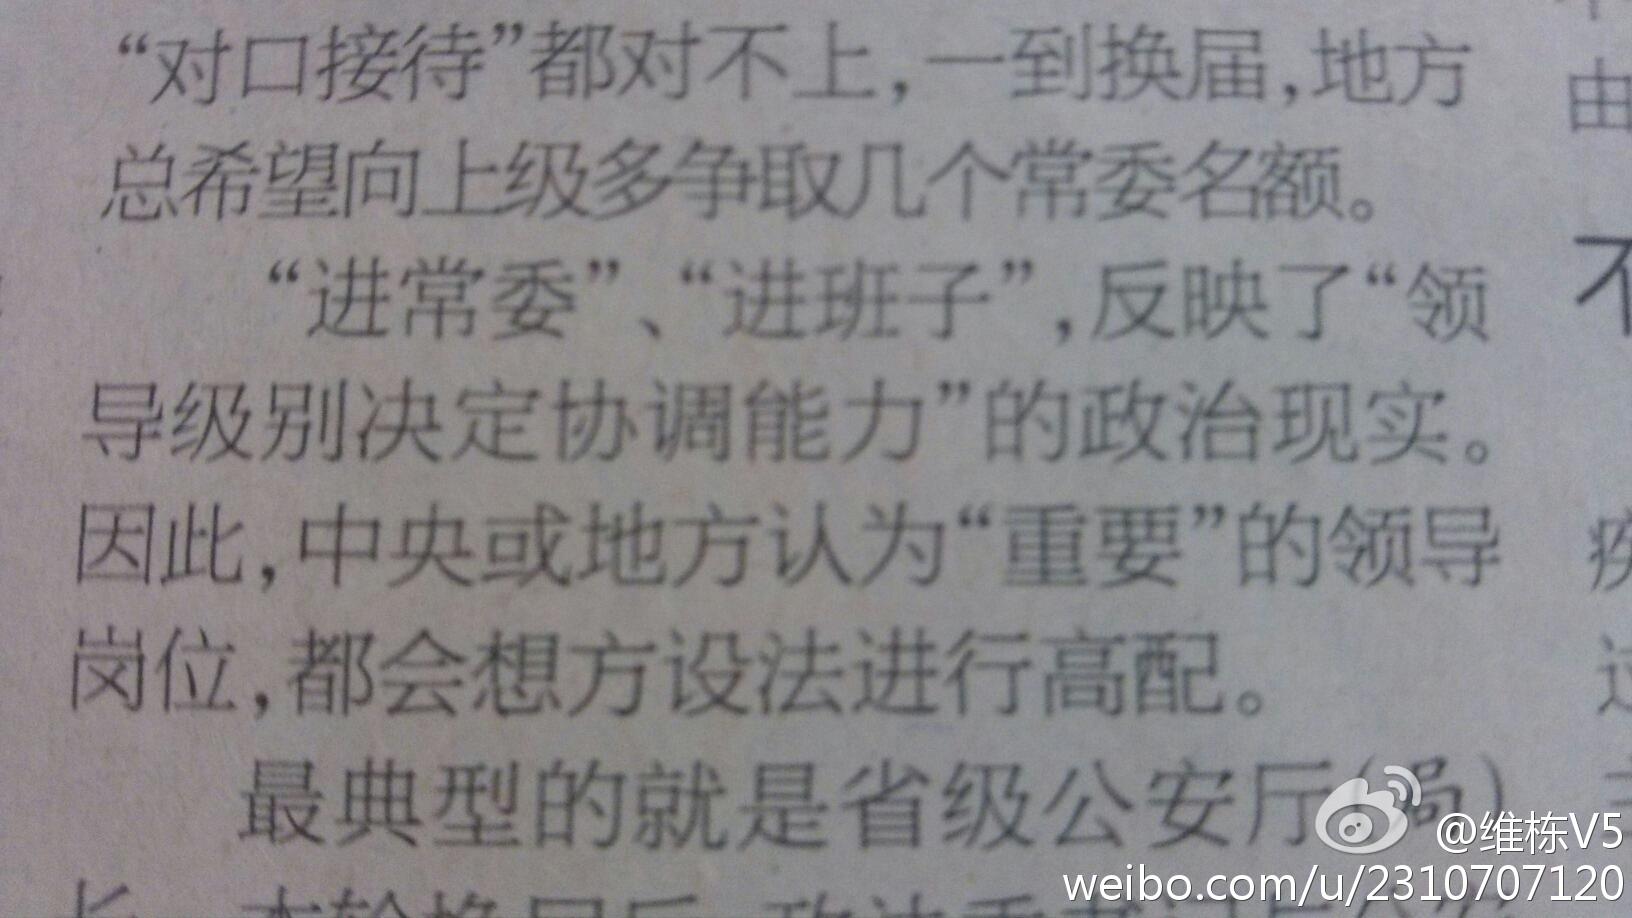 “对口接待”都对不上，一到换届，地方
总希望向上级多争取几个常委名额。
“进常委”、“进班子”，反映了“领
导级别决定协调能力”的政治现实。
因此，中央或地方认为“重要”的领导
岗位，都会想方设法进行高配。
最典型的就是省级公安厅（局）
长
由
不
疾
过
@维栋V5
weibo.com/u/2310707120